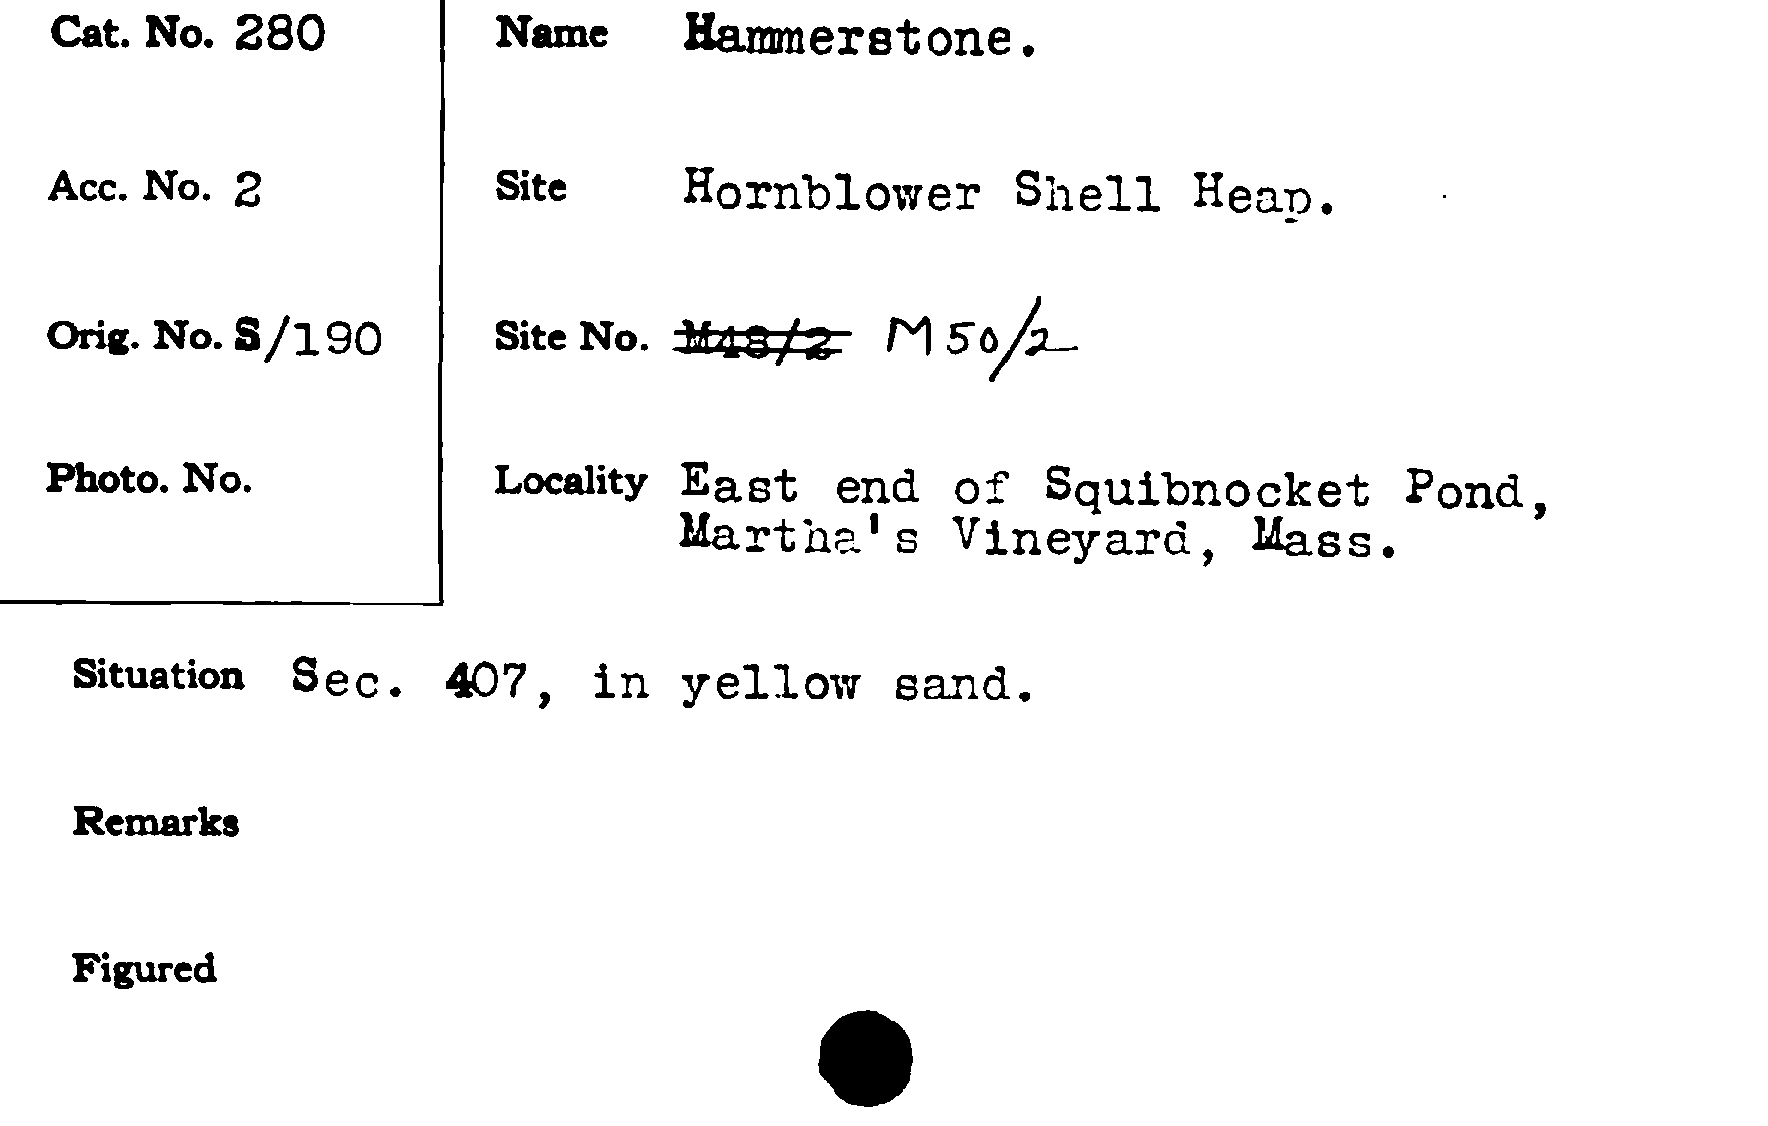 Cat. No. 280
Name Hammerstone.
Acc. No. 2
Site Hornblower Shell Heap.
Orig. No. S/190
Site No. M48/2 M50/2
Photo. No.
Locality East end of Squibnocket Pond,
Martha's Vineyard, Mass.
Situation Sec. 407, in yellow sand.
Remarks
Figured